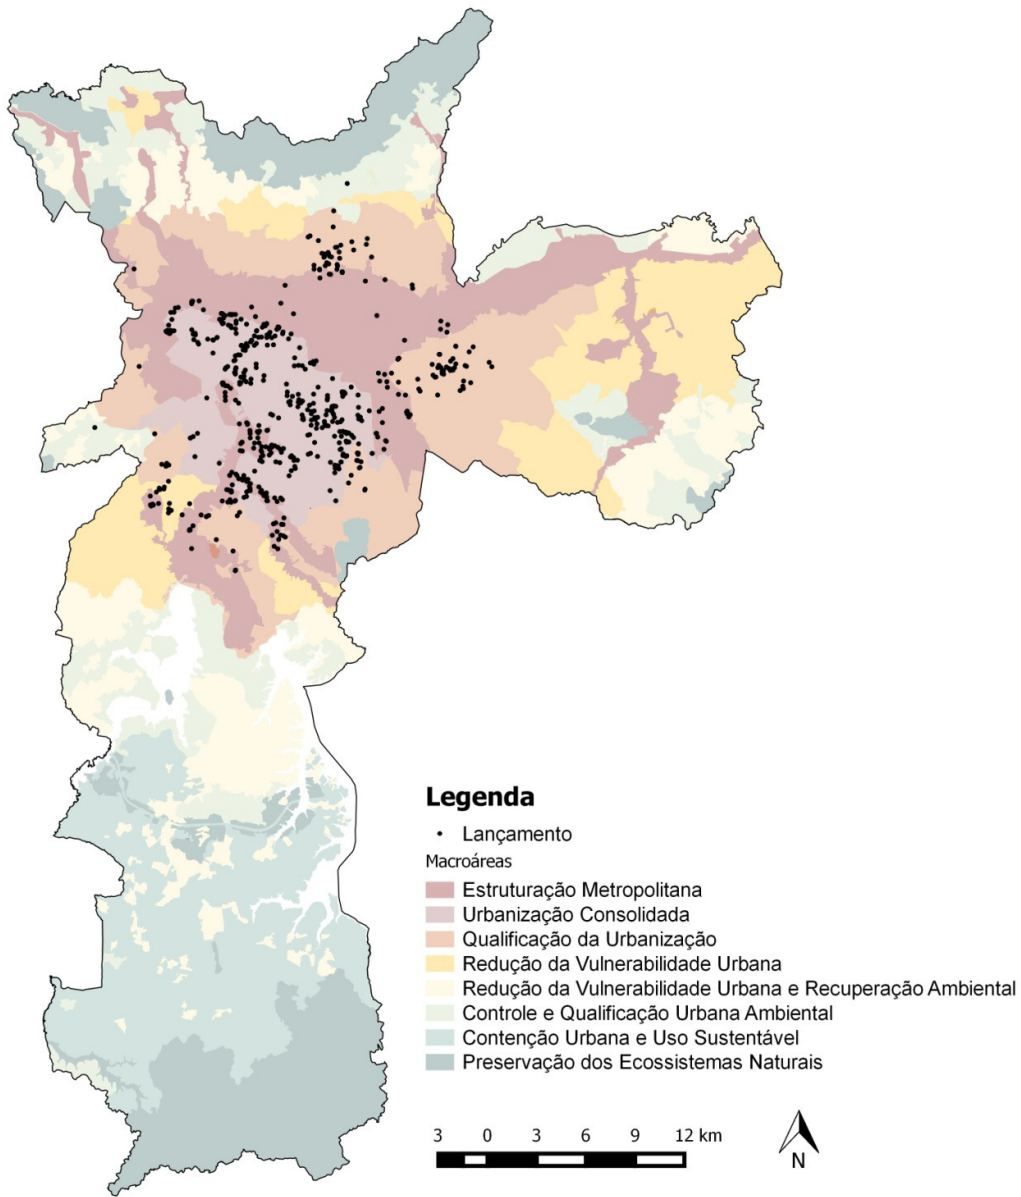 Legenda
Lançamento
Macroáreas
Estruturação Metropolitana
Urbanização Consolidada
Qualificação da Urbanização
Redução da Vulnerabilidade Urbana
Redução da Vulnerabilidade Urbana e Recuperação Ambiental
Controle e Qualificação Urbana Ambiental
Contenção Urbana e Uso Sustentável
Preservação dos Ecossistemas Naturais
3 0 3 6 9 12 km
N